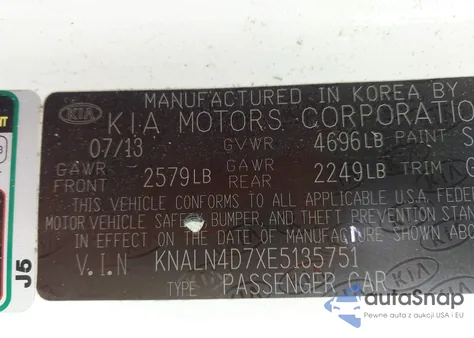 MANUFACTURED IN KOREA BY
KIA KIA MOTORS CORPORATION
07/13 GVWR 4696LB PAINT S
GAWR FRONT 2579LB GAWR REAR 2249LB TRIM
THIS VEHICLE CONFORMS TO ALL APPLICABLE U.S.A. FEDE
MOTOR VEHICLE SAFETY, BUMPER, AND THEFT PREVENTION STAN
IN EFFECT ON THE DATE OF MANUFACTURE SHOWN ABO
V.I.N KNALN4D7XE5135751
TYPE PASSENGER CAR
J5
autoSnap
Pewne auta z aukcji USA i EU